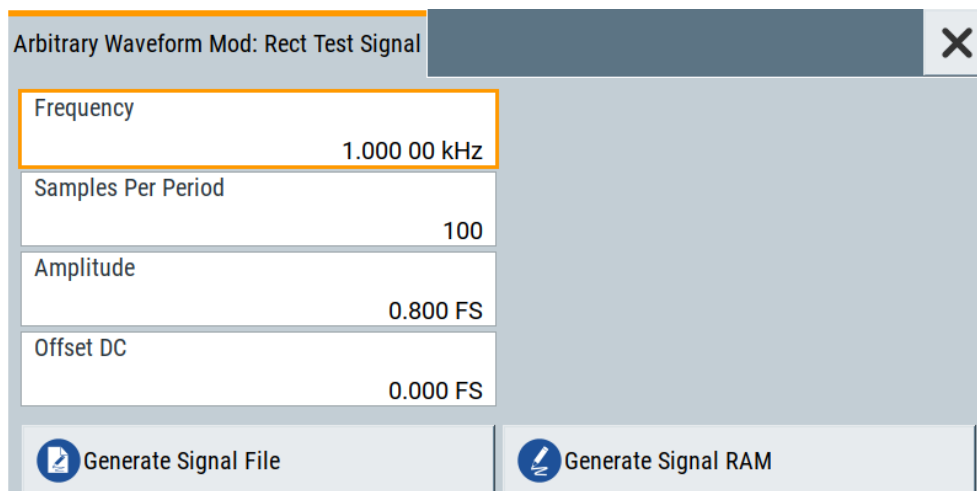 Arbitrary Waveform Mod: Rect Test Signal
Frequency
1.000 00 kHz
Samples Per Period
100
Amplitude
0.800 FS
Offset DC
0.000 FS
Generate Signal File
Generate Signal RAM